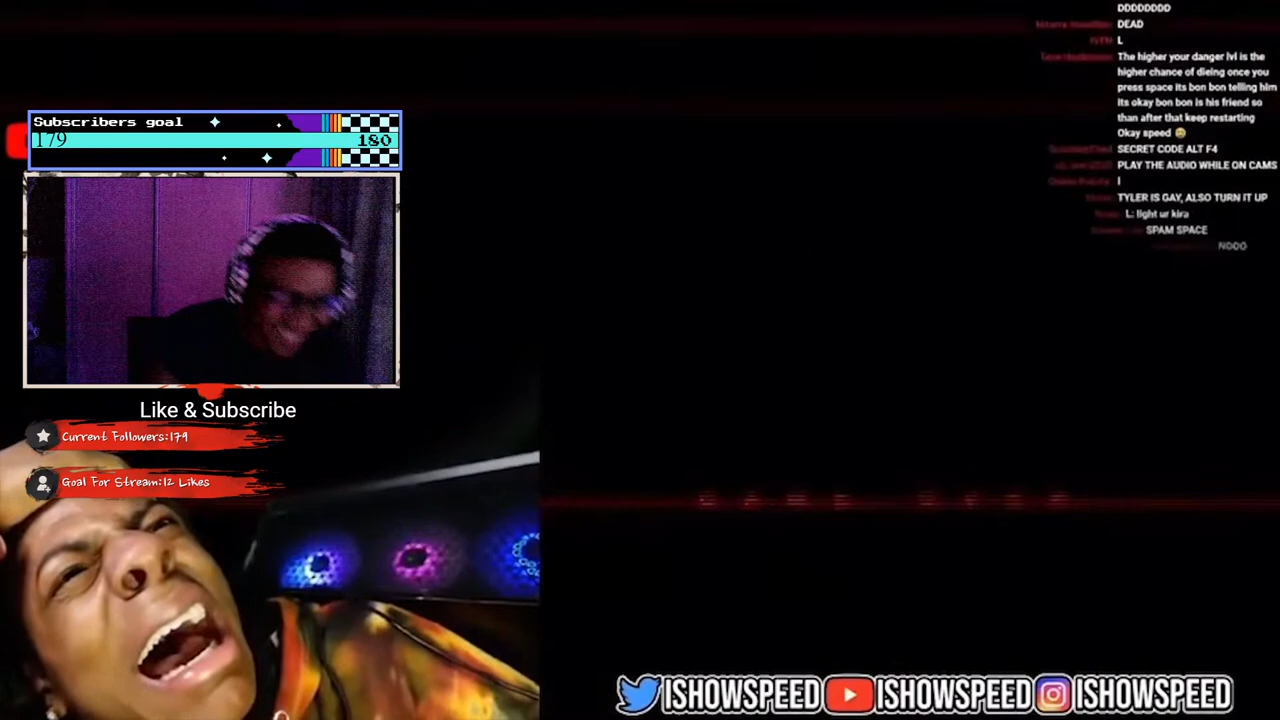 DDDDDDDD
DEAD
L
The higher your danger lvl is the
higher chance of dieing once you
press space its bon bon telling him
its okay bon bon is his friend so
than after that keep restarting
Okay speed 😭
SECRET CODE ALT F4
PLAY THE AUDIO WHILE ON CAMS
I
TYLER IS GAY, ALSO TURN IT UP
L: light ur kira
SPAM SPACE
NOOO
Subscribers goal
179
180
Like & Subscribe
Current Followers:179
Goal For Stream:12 Likes
GAME OVER
ISHOWSPEED ISHOWSPEED ISHOWSPEED